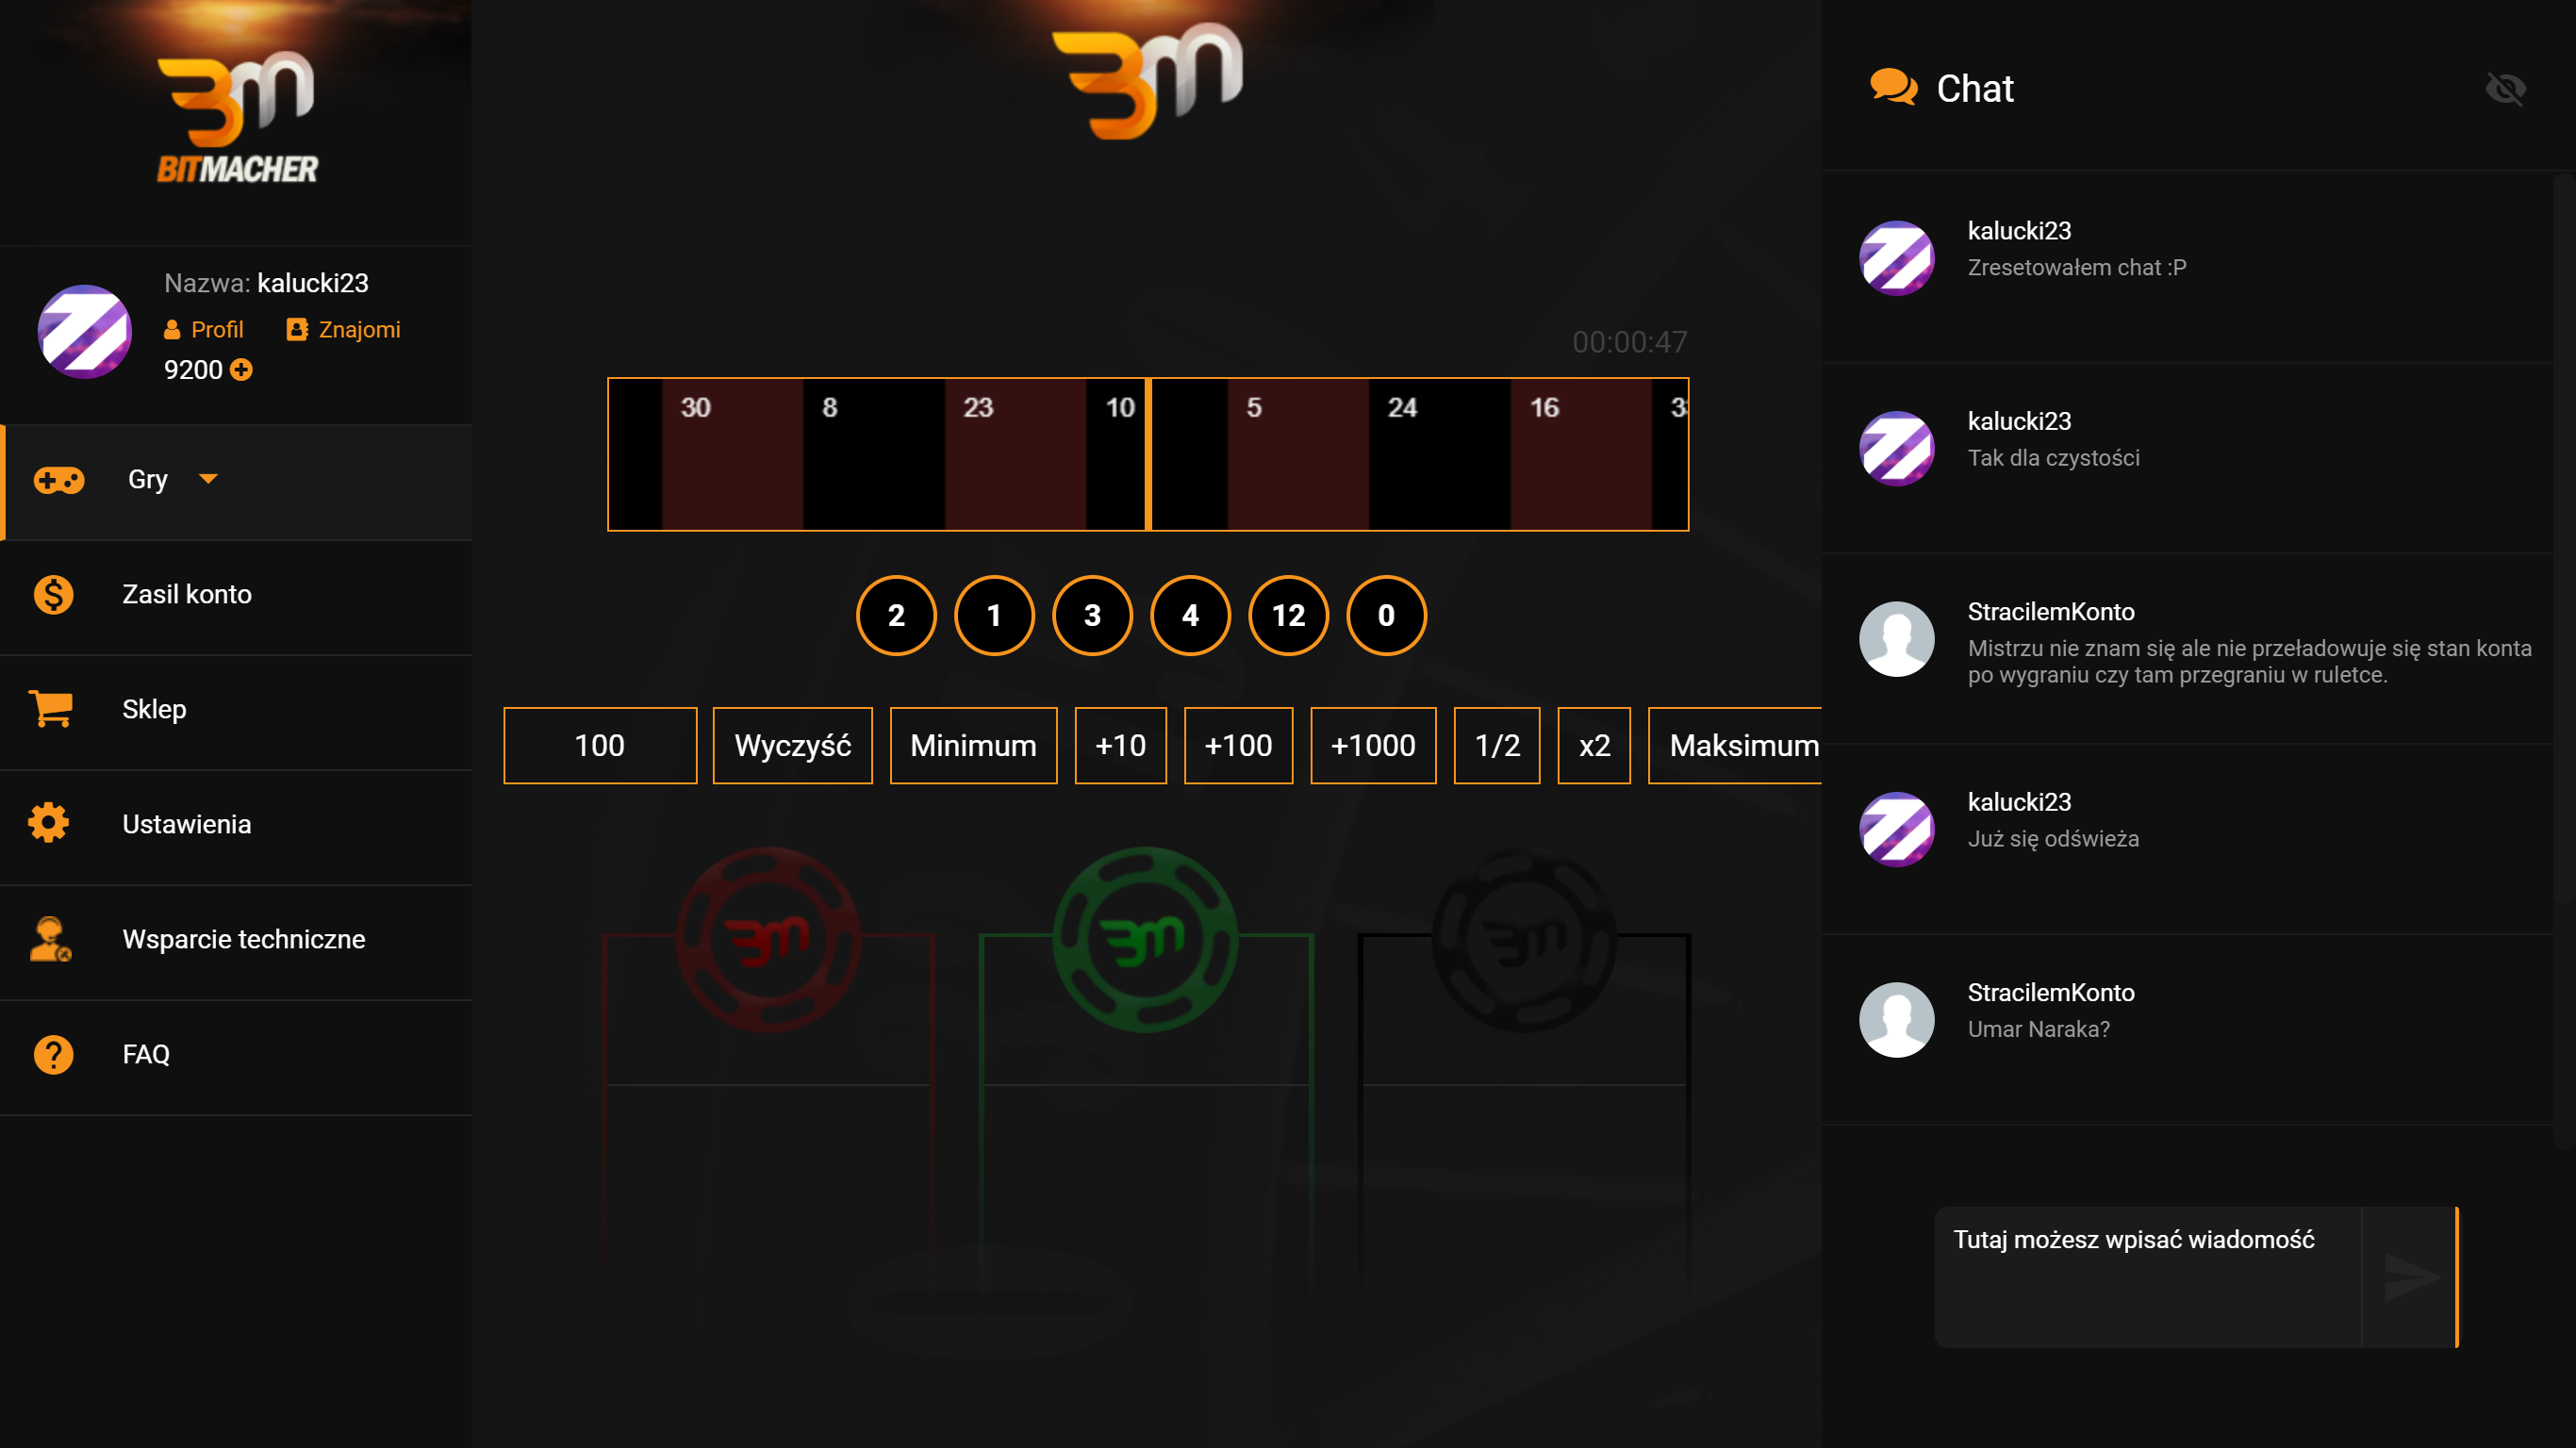 BITMACHER
Nazwa: kalucki23
Profil Znajomi
9200
Gry
Zasil konto
Sklep
Ustawienia
Wsparcie techniczne
FAQ
3m
00:00:47
30 8 23 10 5 24 16
2 1 3 4 12 0
100 Wyczyść Minimum +10 +100 +1000 1/2 x2 Maksimum
Chat
kalucki23
Zresetowałem chat :P
kalucki23
Tak dla czystości
StracilemKonto
Mistrzu nie znam się ale nie przeładowuje się stan konta
po wygraniu czy tam przegraniu w ruletce.
kalucki23
Już się odświeża
StracilemKonto
Umar Naraka?
Tutaj możesz wpisać wiadomość